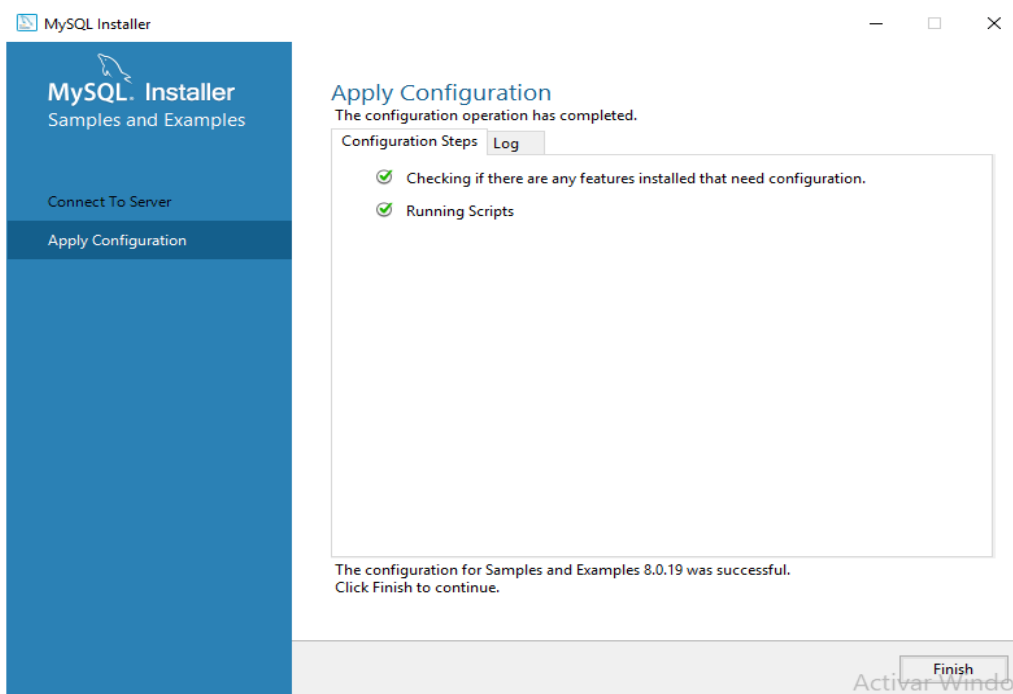 MySQL Installer
MySQL. Installer
Samples and Examples
Connect To Server
Apply Configuration
Apply Configuration
The configuration operation has completed.
Configuration Steps
Log
Checking if there are any features installed that need configuration.
Running Scripts
The configuration for Samples and Examples 8.0.19 was successful.
Click Finish to continue.
Finish
Activar Windo